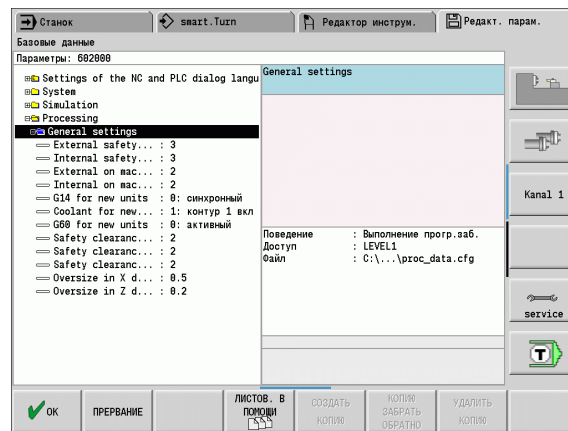 Станок
smart.Turn
Редактор инструм.
Редакт. парам.
Базовые данные
Параметры: 602000
Settings of the NC and PLC dialog langu
System
Simulation
Processing
General settings
External safety... : 3
Internal safety... : 3
External on mac... : 2
Internal on mac... : 2
G14 for new units : 0: синхронный
Coolant for new... : 1: контур 1 вкл
G60 for new units : 0: активный
Safety clearanc... : 2
Safety clearanc... : 2
Safety clearanc... : 2
Oversize in X d... : 0.5
Oversize in Z d... : 0.2
General settings
Поведение : Выполнение прогр.заб.
Доступ : LEVEL1
Файл : C:\...\proc_data.cfg
Kanal 1
service
T
OK
ПРЕРВАНИЕ
ЛИСТОВ. В
ПОМОЩИ
СОЗДАТЬ
КОПИЮ
КОПИЮ
ЗАБРАТЬ
ОБРАТНО
УДАЛИТЬ
КОПИЮ